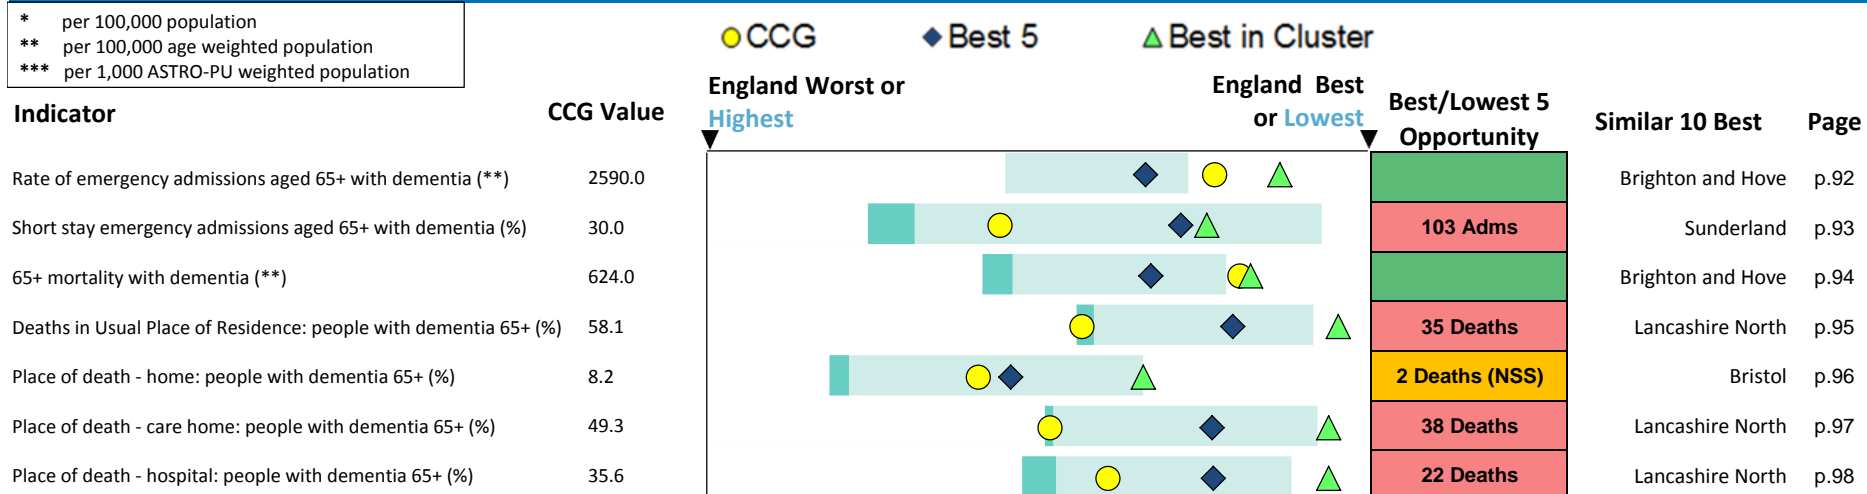 * per 100,000 population
** per 100,000 age weighted population
*** per 1,000 ASTRO-PU weighted population
CCG Best 5 Best in Cluster
Indicator CCG Value England Worst or Highest England Best or Lowest Best/Lowest 5 Opportunity Similar 10 Best Page
Rate of emergency admissions aged 65+ with dementia (**) 2590.0 Brighton and Hove p.92
Short stay emergency admissions aged 65+ with dementia (%) 30.0 103 Adms Sunderland p.93
65+ mortality with dementia (**) 624.0 Brighton and Hove p.94
Deaths in Usual Place of Residence: people with dementia 65+ (%) 58.1 35 Deaths Lancashire North p.95
Place of death - home: people with dementia 65+ (%) 8.2 2 Deaths (NSS) Bristol p.96
Place of death - care home: people with dementia 65+ (%) 49.3 38 Deaths Lancashire North p.97
Place of death - hospital: people with dementia 65+ (%) 35.6 22 Deaths Lancashire North p.98